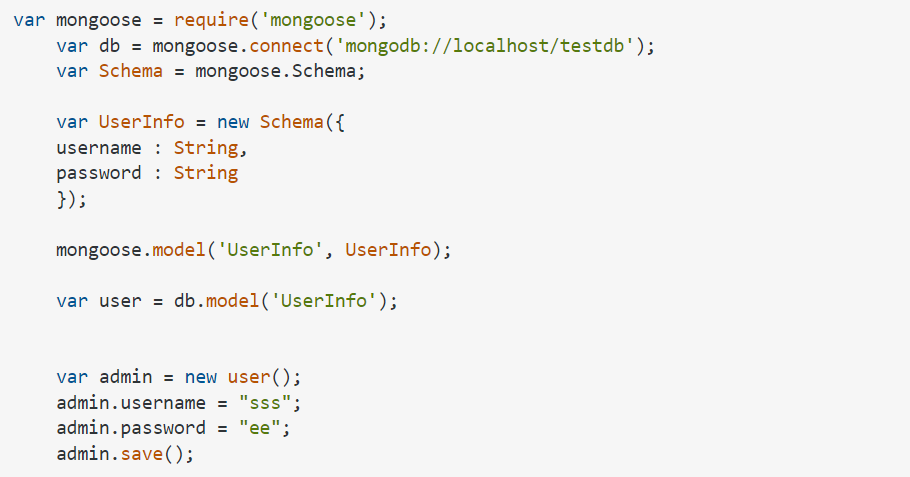 var mongoose = require('mongoose');
    var db = mongoose.connect('mongodb://localhost/testdb');
    var Schema = mongoose.Schema;

    var UserInfo = new Schema({
    username : String,
    password : String
    });

    mongoose.model('UserInfo', UserInfo);

    var user = db.model('UserInfo');


    var admin = new user();
    admin.username = "sss";
    admin.password = "ee";
    admin.save();